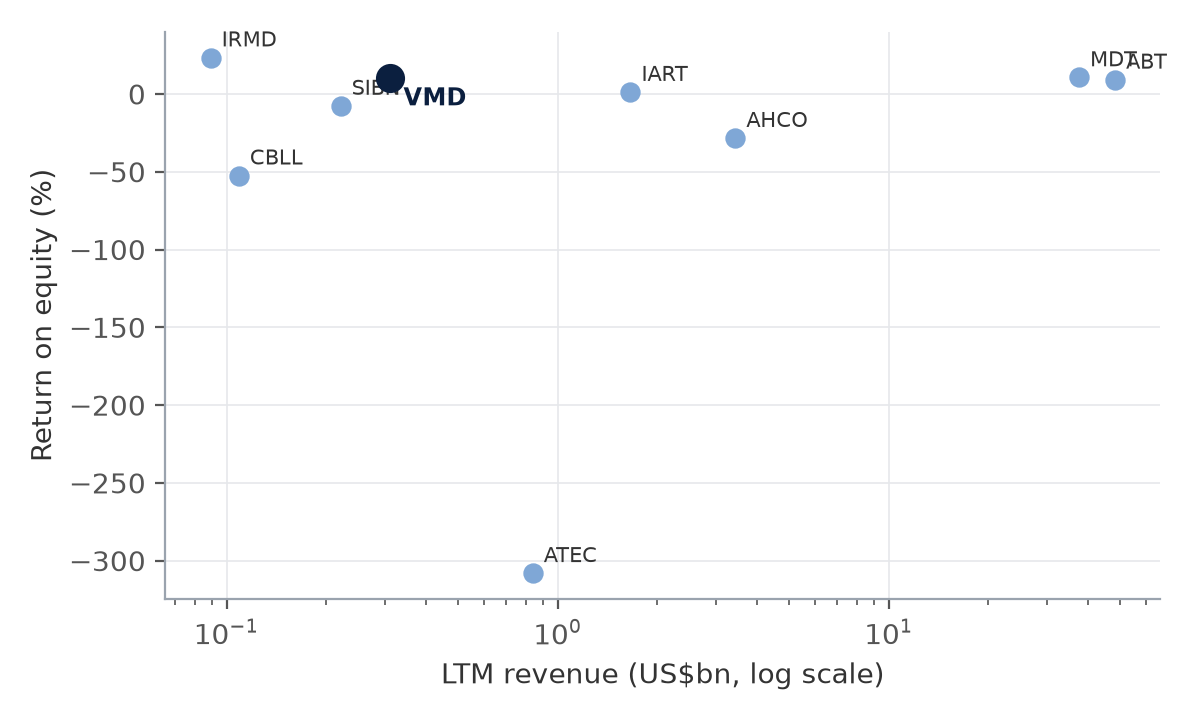 IRMD
MDT
ABT
IART
SIBN
VMD
AHCO
CBLL
ATEC
0
−50
−100
−150
−200
−250
−300
Return on equity (%)
10⁻¹
10⁰
10¹
LTM revenue (US$bn, log scale)